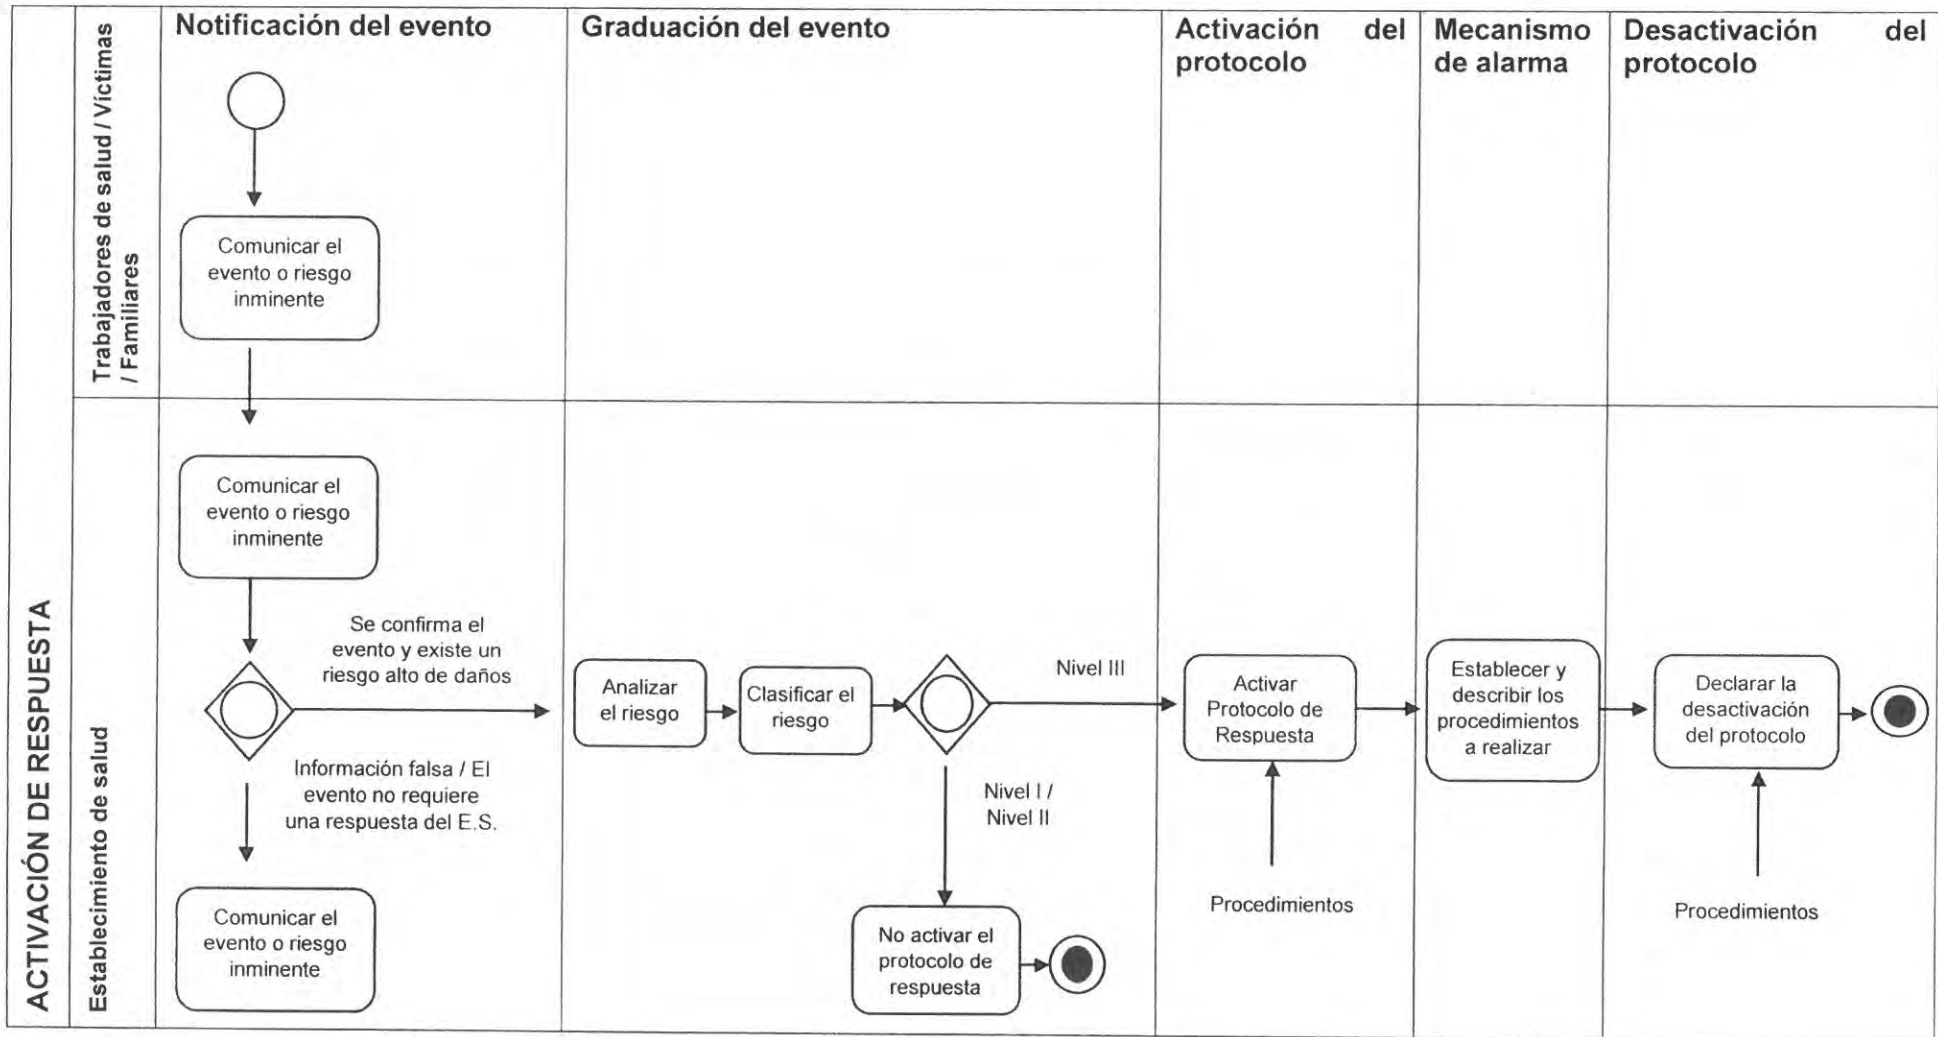 ACTIVACIÓN DE RESPUESTA
Trabajadores de salud / Víctimas
/ Familiares
Establecimiento de salud
Notificación del evento
Graduación del evento
Activación del
protocolo
Mecanismo
de alarma
Desactivación del
protocolo
Comunicar el
evento o riesgo
inminente
Comunicar el
evento o riesgo
inminente
Se confirma el
evento y existe un
riesgo alto de daños
Información falsa / El
evento no requiere
una respuesta del E.S.
Comunicar el
evento o riesgo
inminente
Analizar
el riesgo
Clasificar el
riesgo
Nivel III
Nivel I /
Nivel II
No activar el
protocolo de
respuesta
Activar
Protocolo de
Respuesta
Procedimientos
Establecer y
describir los
procedimientos
a realizar
Declarar la
desactivación
del protocolo
Procedimientos